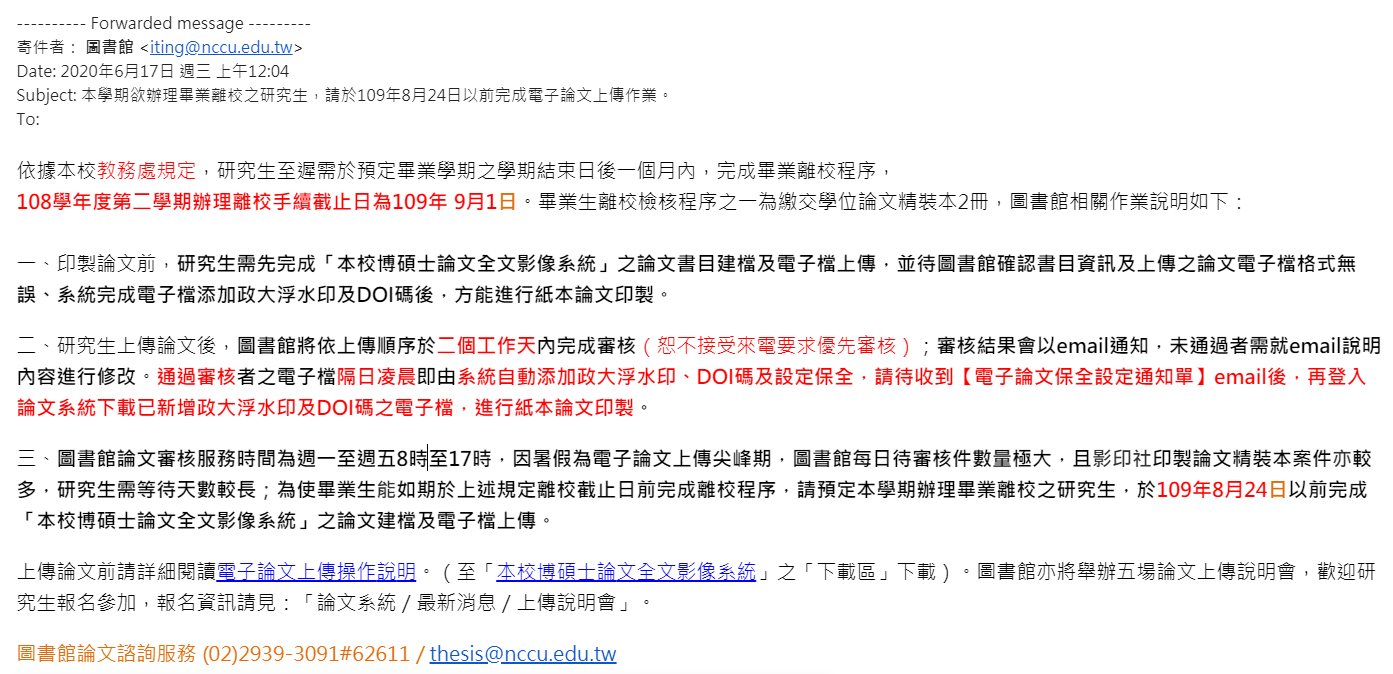 ---------- Forwarded message ---------
寄件者： 圖書館 <iting@nccu.edu.tw>
Date: 2020年6月17日 週三 上午12:04
Subject: 本學期欲辦理畢業離校之研究生，請於109年8月24日以前完成電子論文上傳作業。
To:
依據本校教務處規定，研究生至遲需於預定畢業學期之學期結束日後一個月內，完成畢業離校程序，
108學年度第二學期辦理離校手續截止日為109年 9月1日。畢業生離校檢核程序之一為繳交學位論文精裝本2冊，圖書館相關作業說明如下：
一、印製論文前，研究生需先完成「本校博碩士論文全文影像系統」之論文書目建檔及電子檔上傳，並待圖書館確認書目資訊及上傳之論文電子檔格式無
誤、系統完成電子檔添加政大浮水印及DOI碼後，方能進行紙本論文印製。
二、研究生上傳論文後，圖書館將依上傳順序於二個工作天內完成審核（恕不接受來電要求優先審核）；審核結果會以email通知，未通過者需就email說明
內容進行修改。通過審核者之電子檔隔日凌晨即由系統自動添加政大浮水印、DOI碼及設定保全，請待收到【電子論文保全設定通知單】email後，再登入
論文系統下載已新增政大浮水印及DOI碼之電子檔，進行紙本論文印製。
三、圖書館論文審核服務時間為週一至週五8時至17時，因暑假為電子論文上傳尖峰期，圖書館每日待審核件數量極大，且影印社印製論文精裝本案件亦較
多，研究生需等待天數較長；為使畢業生能如期於上述規定離校截止日前完成離校程序，請預定本學期辦理畢業離校之研究生，於109年8月24日以前完成
「本校博碩士論文全文影像系統」之論文建檔及電子檔上傳。
上傳論文前請詳細閱讀電子論文上傳操作說明。（至「本校博碩士論文全文影像系統」之「下載區」下載）。圖書館亦將舉辦五場論文上傳說明會，歡迎研
究生報名參加，報名資訊請見：「論文系統 / 最新消息 / 上傳說明會」。
圖書館論文諮詢服務 (02)2939-3091#62611 / thesis@nccu.edu.tw